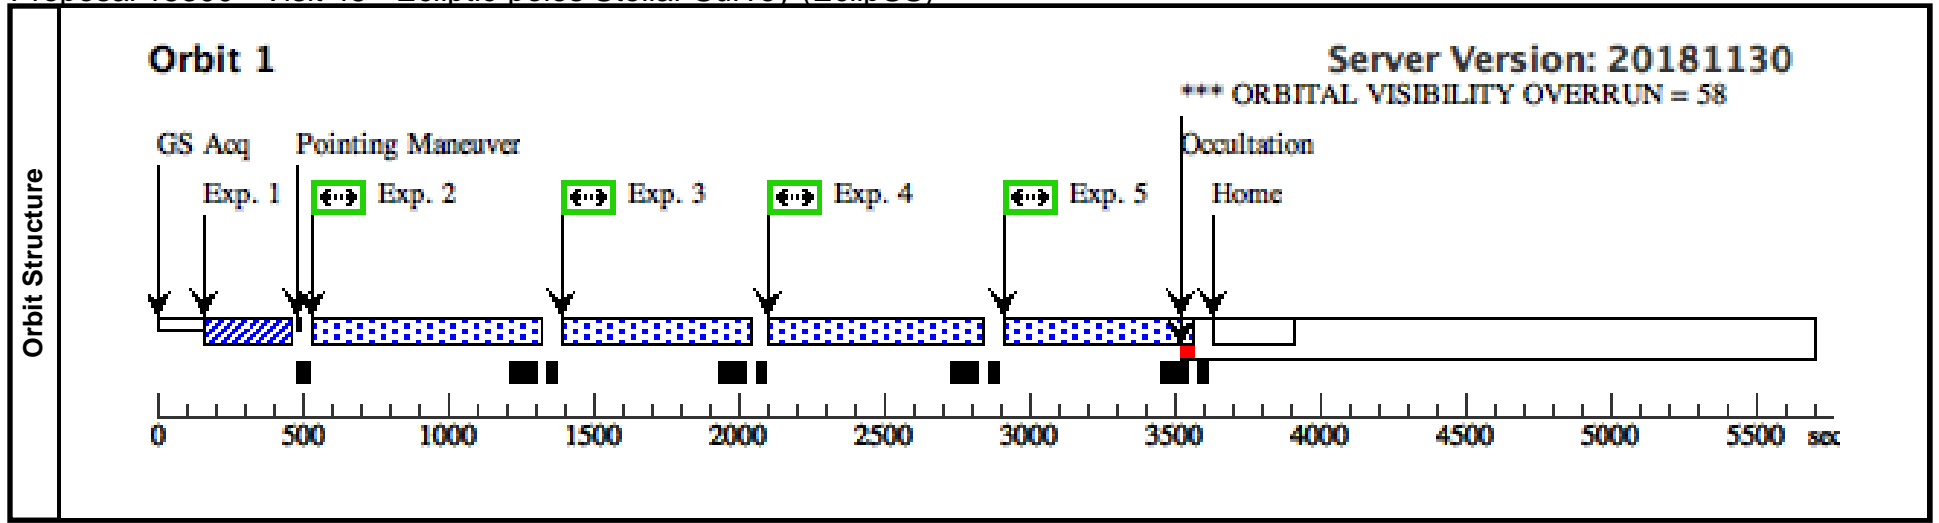 Orbit Structure
Orbit 1
Server Version: 20181130
*** ORBITAL VISIBILITY OVERRUN = 58
GS Acq Pointing Maneuver Occultation
Exp. 1 Exp. 2 Exp. 3 Exp. 4 Exp. 5 Home
0 500 1000 1500 2000 2500 3000 3500 4000 4500 5000 5500 sec